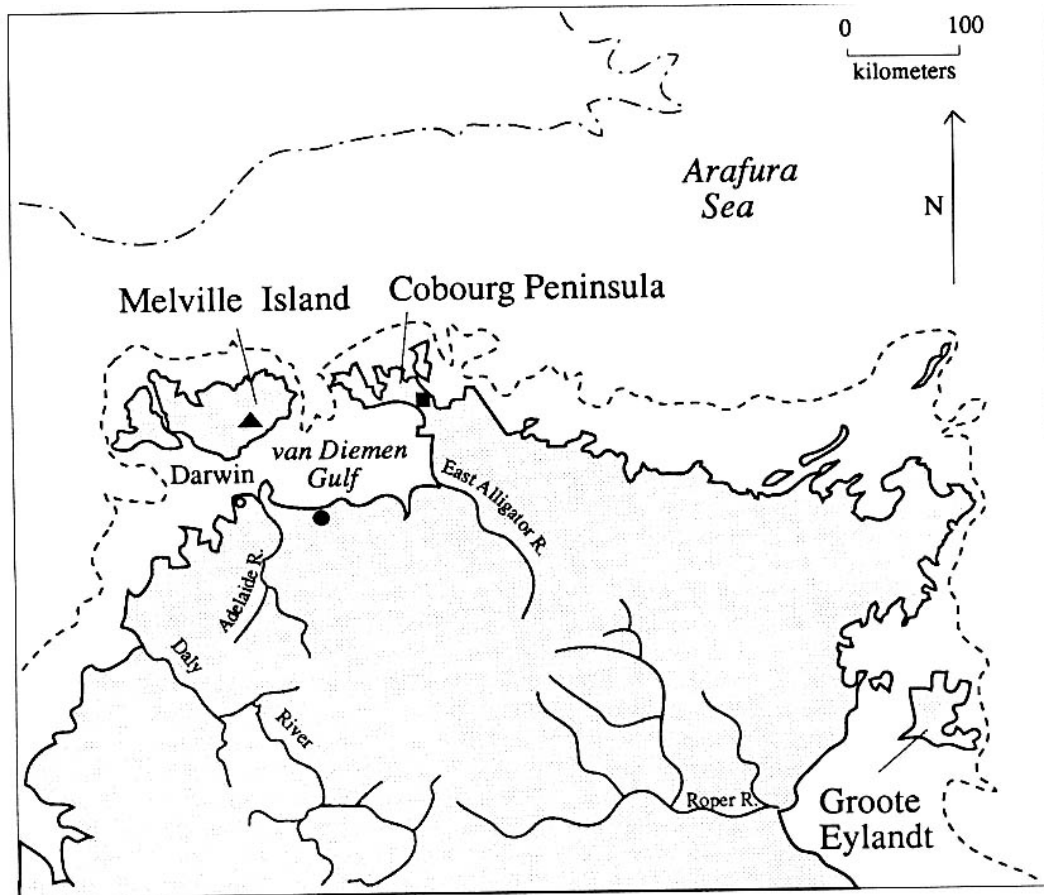 0 100
kilometers
Arafura
Sea
N
Melville Island
Cobourg Peninsula
van Diemen
Gulf
Darwin
East Alligator R.
Adelaide R.
Daly
River
Roper R.
Groote
Eylandt